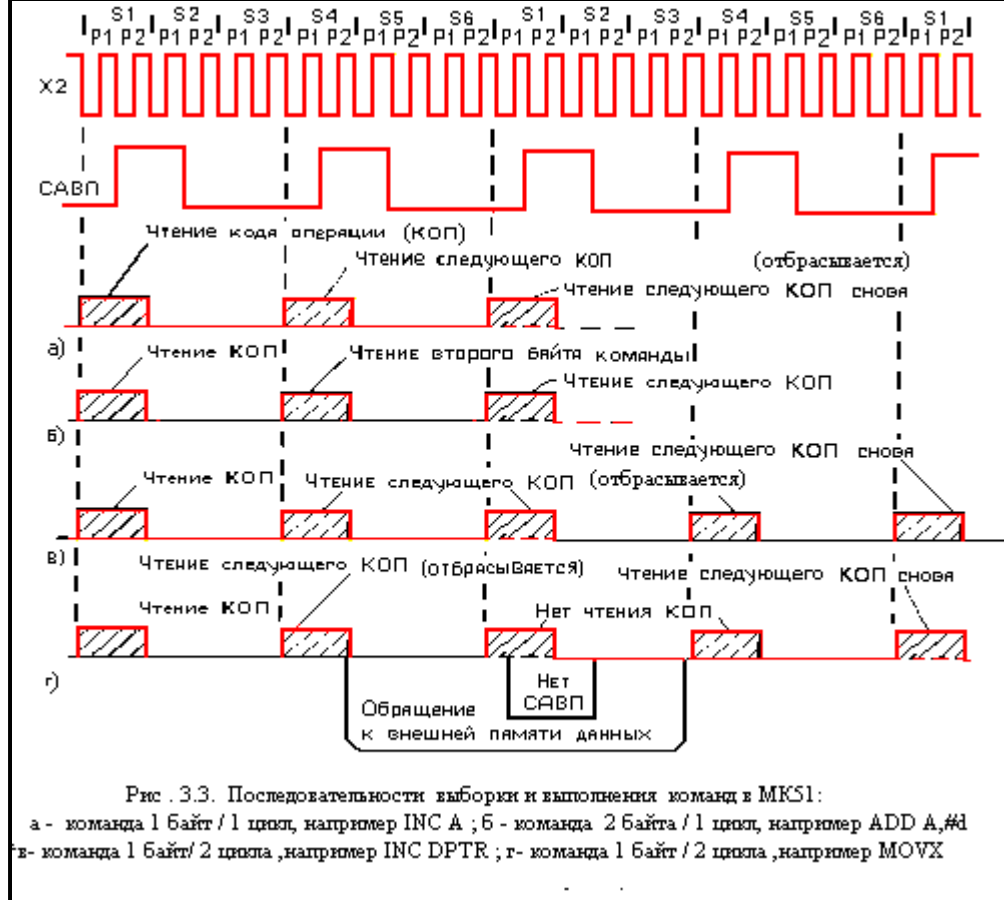 S1 S2 S3 S4 S5 S6 S1 S2 S3 S4 S5 S6 S1
P1 P2 P1 P2 P1 P2 P1 P2 P1 P2 P1 P2 P1 P2 P1 P2 P1 P2 P1 P2 P1 P2 P1 P2 P1 P2
X2
САВП
Чтение кода операции (КОП)
Чтение следующего КОП
(отбрасывается)
Чтение следующего КОП снова
а)
Чтение КОП
Чтение второго байта команды
Чтение следующего КОП
б)
Чтение следующего КОП снова
Чтение КОП
Чтение следующего КОП
(отбрасывается)
в)
Чтение следующего КОП (отбрасывается)
Чтение следующего КОП снова
Чтение КОП
Нет чтения КОП
г)
Нет
САВП
Обращение
к внешней памяти данных
Рис . 3.3. Последовательности выборки и выполнения команд в МК51:
а - команда 1 байт / 1 цикл, например INC A ; б - команда 2 байта / 1 цикл, например ADD A,#d
в- команда 1 байт/ 2 цикла ,например INC DPTR ; г- команда 1 байт / 2 цикла ,например MOVX